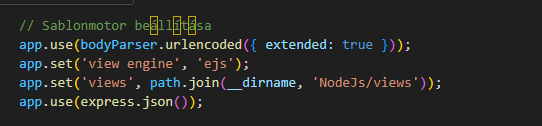 // Sablonmotor beállítása
app.use(bodyParser.urlencoded({ extended: true }));
app.set('view engine', 'ejs');
app.set('views', path.join(__dirname, 'NodeJs/views'));
app.use(express.json());